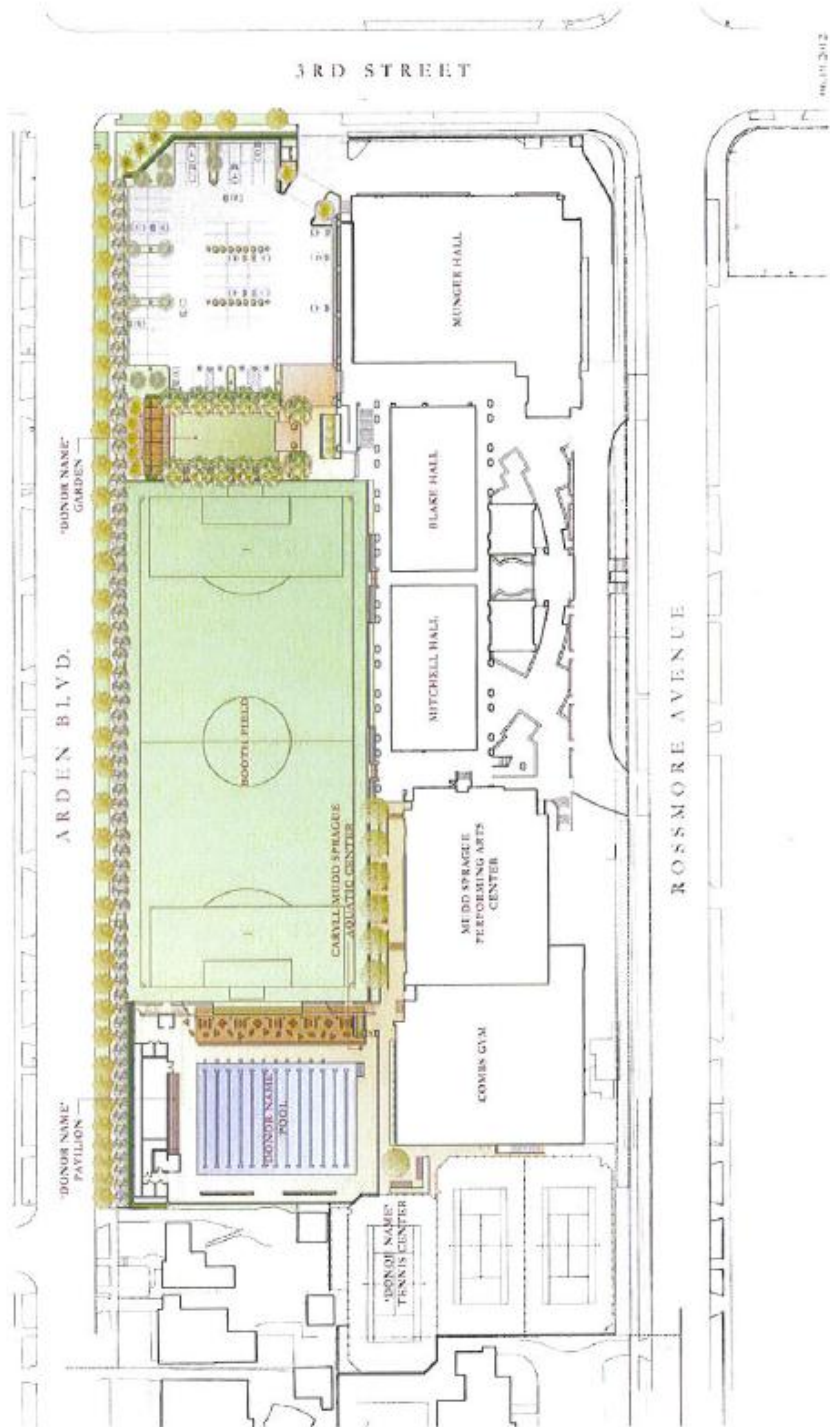 3RD STREET
MUNGER HALL
"DONOR NAME"
GARDEN
BLAKE HALL
ARDEN BLVD.
BOOTH FIELD
MITCHELL HALL
ROSSMORE AVENUE
CARYLL MUDD SPRAGUE
AQUATIC CENTER
MUDD SPRAGUE
PERFORMING ARTS
CENTER
COMBS GYM
"DONOR NAME"
PAVILION
"DONOR NAME"
POOL
"DONOR NAME"
TENNIS CENTER